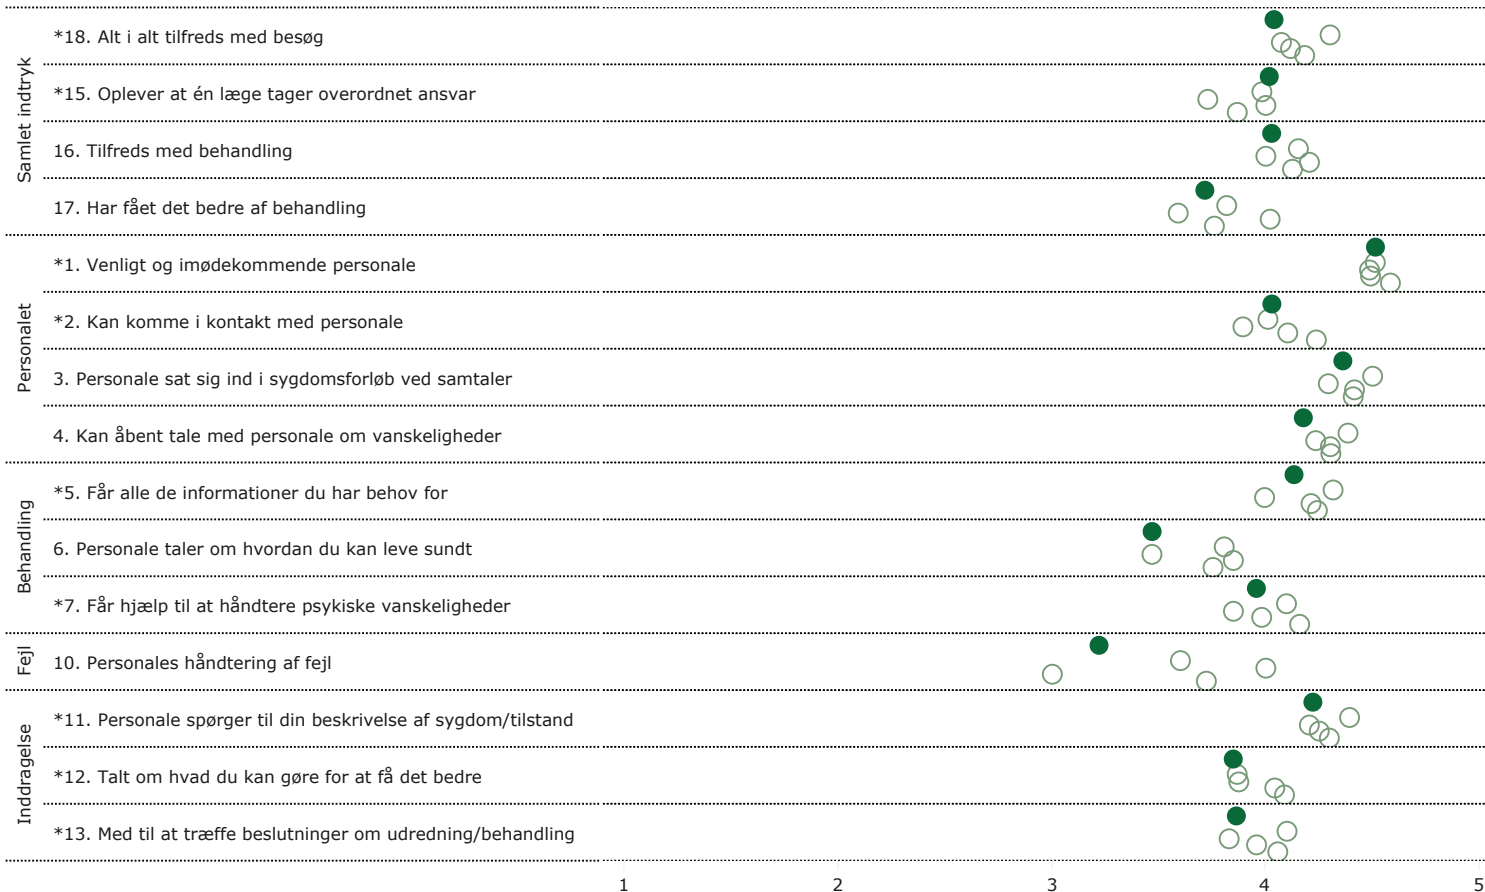 Samlet indtryk
*18. Alt i alt tilfreds med besøg
*15. Oplever at én læge tager overordnet ansvar
16. Tilfreds med behandling
17. Har fået det bedre af behandling
Personalet
*1. Venligt og imødekommende personale
*2. Kan komme i kontakt med personale
3. Personale sat sig ind i sygdomsforløb ved samtaler
4. Kan åbent tale med personale om vanskeligheder
Behandling
*5. Får alle de informationer du har behov for
6. Personale taler om hvordan du kan leve sundt
*7. Får hjælp til at håndtere psykiske vanskeligheder
Fejl
10. Personales håndtering af fejl
Inddragelse
*11. Personale spørger til din beskrivelse af sygdom/tilstand
*12. Talt om hvad du kan gøre for at få det bedre
*13. Med til at træffe beslutninger om udredning/behandling
1 2 3 4 5